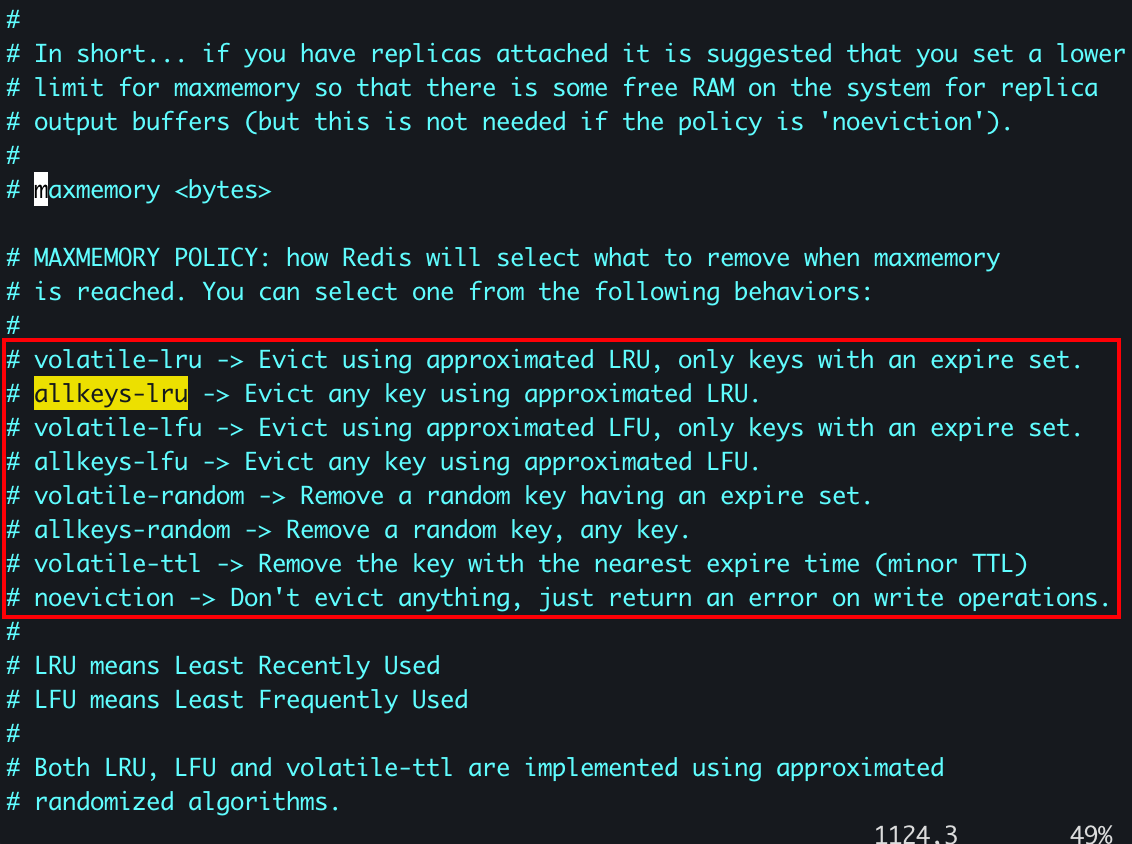 #
# In short... if you have replicas attached it is suggested that you set a lower
# limit for maxmemory so that there is some free RAM on the system for replica
# output buffers (but this is not needed if the policy is 'noeviction').
#
# maxmemory <bytes>
# MAXMEMORY POLICY: how Redis will select what to remove when maxmemory
# is reached. You can select one from the following behaviors:
#
# volatile-lru -> Evict using approximated LRU, only keys with an expire set.
# allkeys-lru -> Evict any key using approximated LRU.
# volatile-lfu -> Evict using approximated LFU, only keys with an expire set.
# allkeys-lfu -> Evict any key using approximated LFU.
# volatile-random -> Remove a random key having an expire set.
# allkeys-random -> Remove a random key, any key.
# volatile-ttl -> Remove the key with the nearest expire time (minor TTL)
# noeviction -> Don't evict anything, just return an error on write operations.
#
# LRU means Least Recently Used
# LFU means Least Frequently Used
#
# Both LRU, LFU and volatile-ttl are implemented using approximated
# randomized algorithms.
1124,3 49%